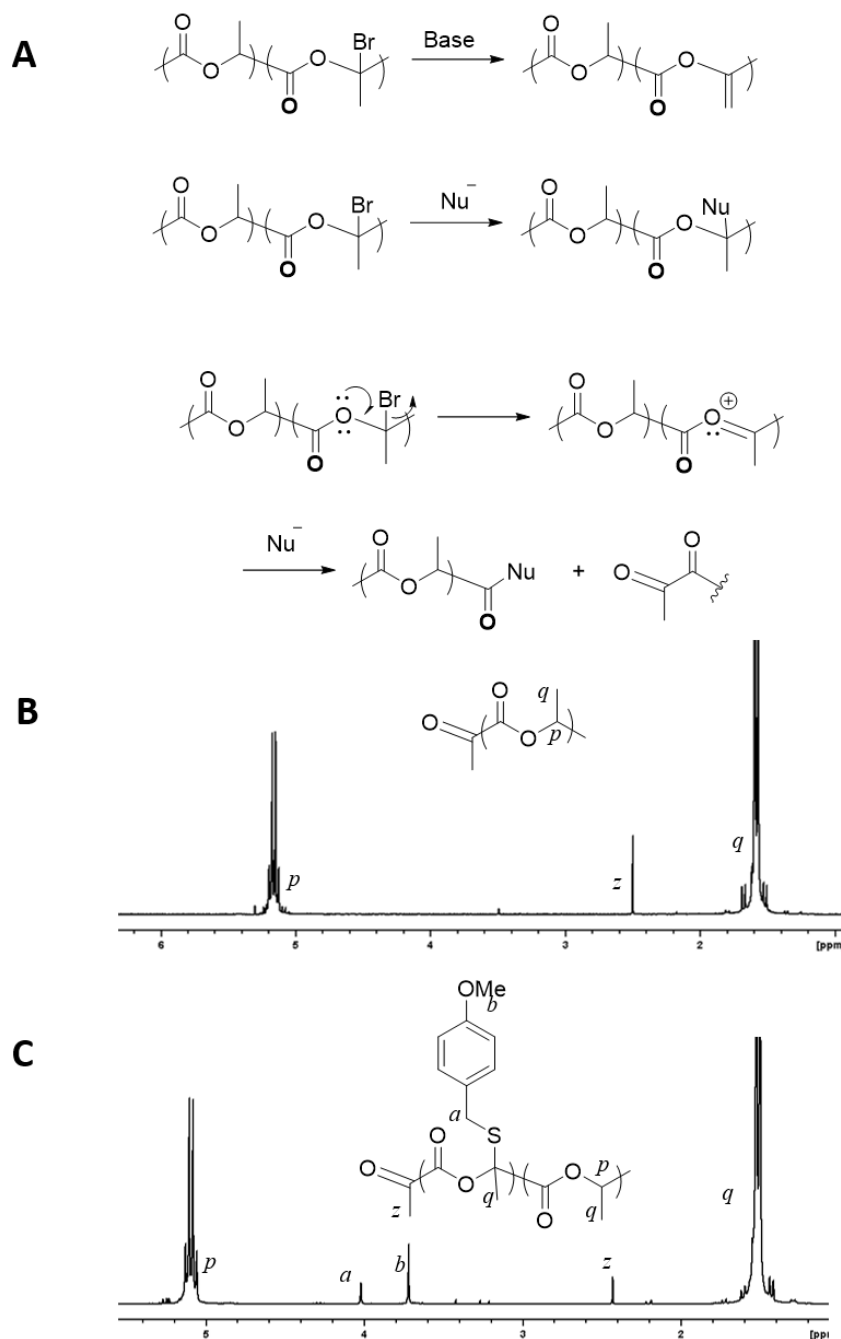 A
O Br Base O
O O O O
O O
O Br Nu⁻ O Nu
O O O O
O O
O Br O ⊕
O O O O
O O
Nu⁻ O Nu + O O
O O
B
O O q
O p
p z q
6 5 4 3 2 [ppm
C
OMe
b
a
O O S O p
z O q O q
p a b z q
5 4 3 2 [ppm